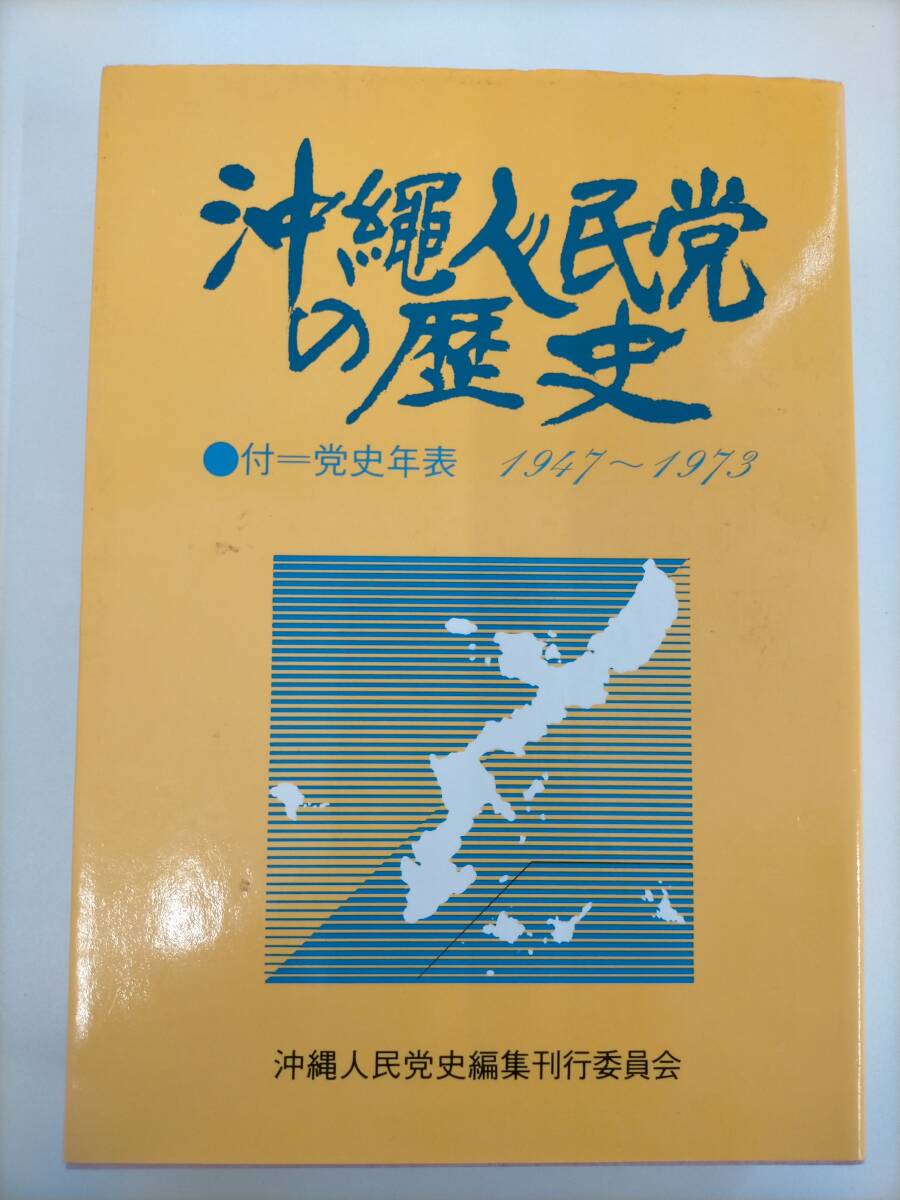 沖繩人民党
の歴史
●付＝党史年表 1947～1973
沖縄人民党史編集刊行委員会